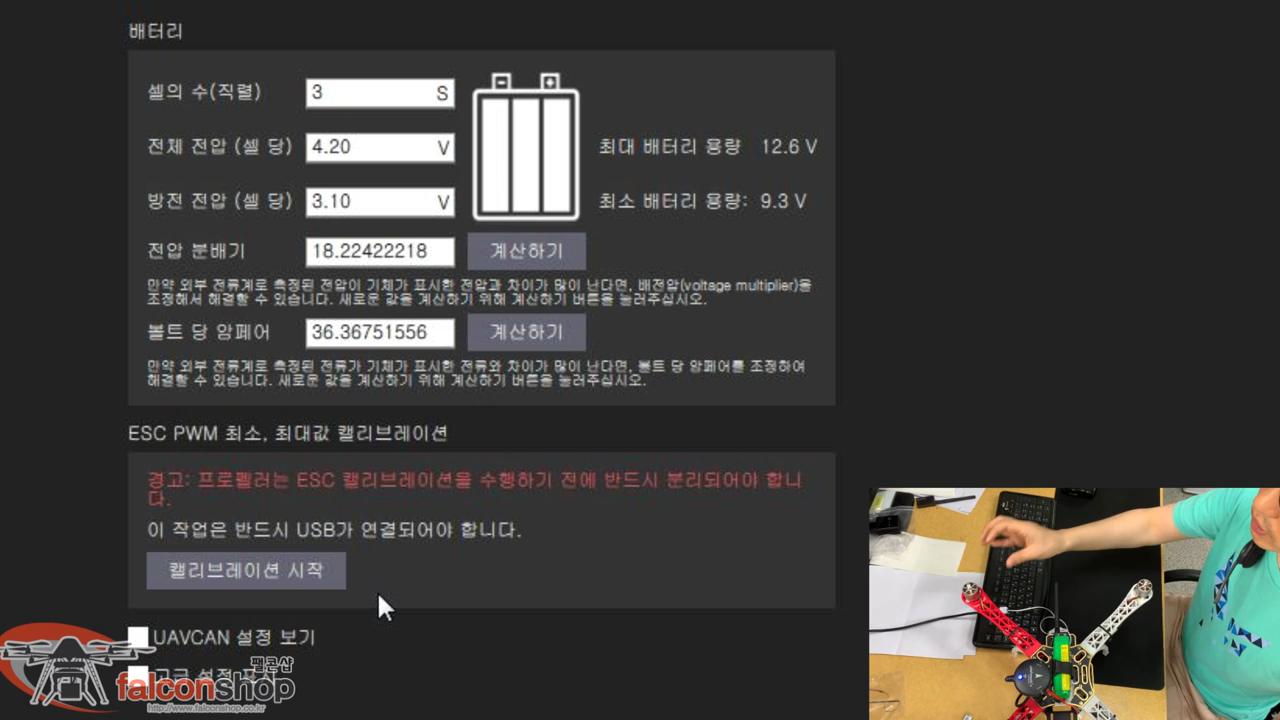 배터리
셀의 수(직렬) 3 S
전체 전압 (셀 당) 4.20 V 최대 배터리 용량 12.6 V
방전 전압 (셀 당) 3.10 V 최소 배터리 용량: 9.3 V
전압 분배기 18.22422218 계산하기
만약 외부 전류계로 측정된 전압이 기체가 표시한 전압과 차이가 많이 난다면, 배전압(voltage multiplier)을
조정해서 해결할 수 있습니다. 새로운 값을 계산하기 위해 계산하기 버튼을 눌러주십시오.
볼트 당 암페어 36.36751556 계산하기
만약 외부 전류계로 측정된 전류가 기체가 표시한 전류와 차이가 많이 난다면, 볼트 당 암페어를 조정하여
해결할 수 있습니다. 새로운 값을 계산하기 위해 계산하기 버튼을 눌러주십시오.
ESC PWM 최소, 최대값 캘리브레이션
경고: 프로펠러는 ESC 캘리브레이션을 수행하기 전에 반드시 분리되어야 합니
다.
이 작업은 반드시 USB가 연결되어야 합니다.
캘리브레이션 시작
UAVCAN 설정 보기
고급 설정
팰콘샵
falconshop
http://www.falconshop.co.kr